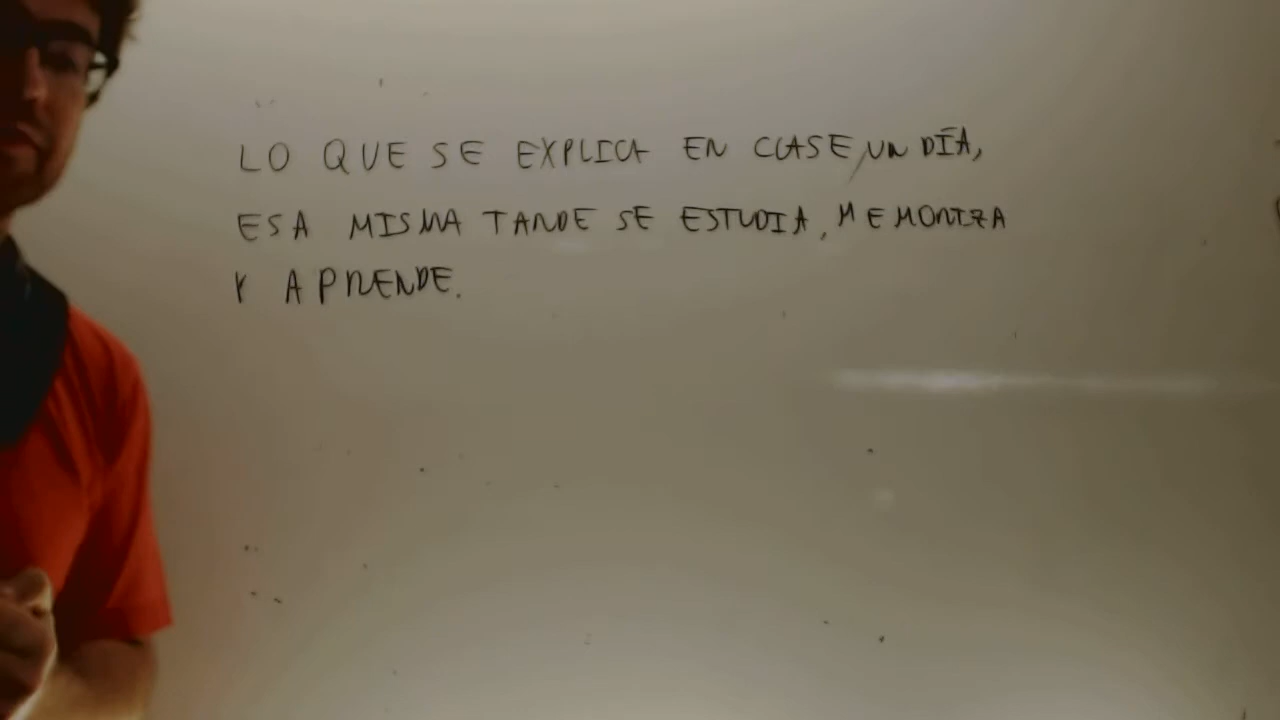 LO QUE SE EXPLICA EN CLASE, UN DÍA,
ESA MISMA TARDE SE ESTUDIA, MEMORIZA
Y APRENDE.